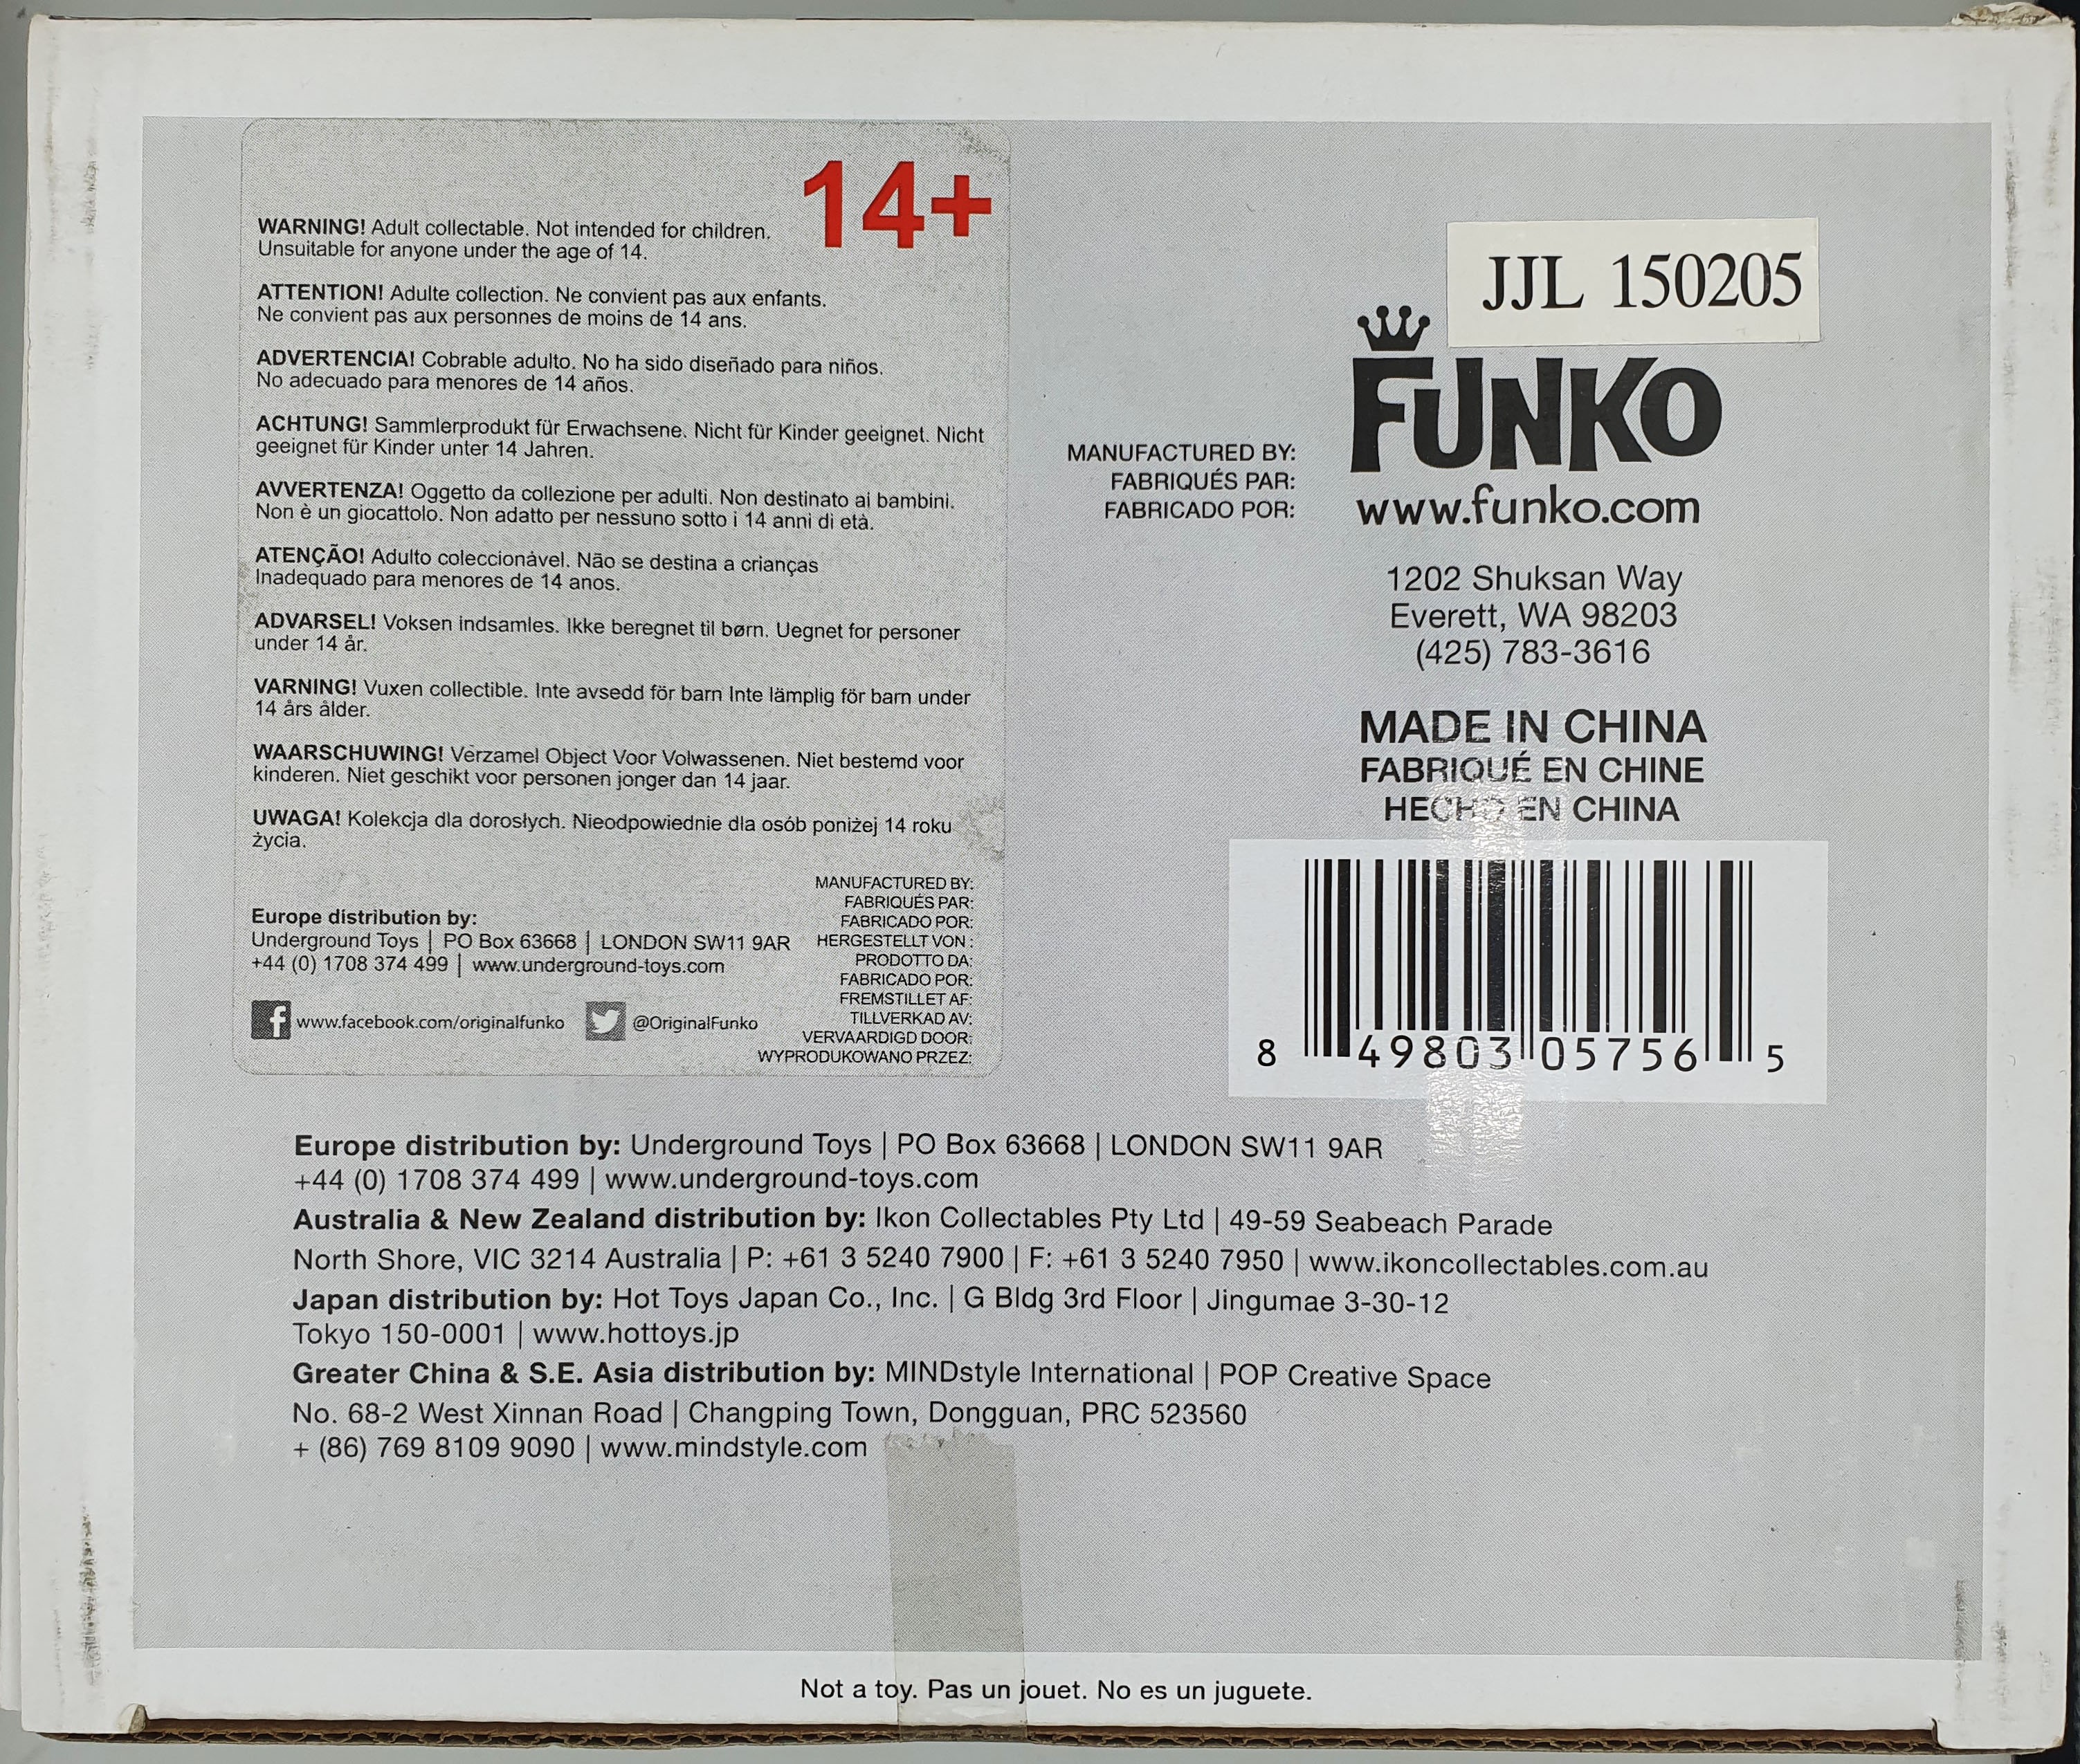 14+
WARNING! Adult collectable. Not intended for children.
Unsuitable for anyone under the age of 14.
ATTENTION! Adulte collection. Ne convient pas aux enfants.
Ne convient pas aux personnes de moins de 14 ans.
ADVERTENCIA! Cobrable adulto. No ha sido diseñado para niños.
No adecuado para menores de 14 años.
ACHTUNG! Sammlerprodukt für Erwachsene. Nicht für Kinder geeignet. Nicht
geeignet für Kinder unter 14 Jahren.
AVVERTENZA! Oggetto da collezione per adulti. Non destinato ai bambini.
Non è un giocattolo. Non adatto per nessuno sotto i 14 anni di età.
ATENÇÃO! Adulto coleccionável. Não se destina a crianças
Inadequado para menores de 14 anos.
ADVARSEL! Voksen indsamles. Ikke beregnet til børn. Uegnet for personer
under 14 år.
VARNING! Vuxen collectible. Inte avsedd för barn Inte lämplig för barn under
14 års ålder.
WAARSCHUWING! Verzamel Object Voor Volwassenen. Niet bestemd voor
kinderen. Niet geschikt voor personen jonger dan 14 jaar.
UWAGA! Kolekcja dla dorosłych. Nieodpowiednie dla osób poniżej 14 roku
życia.
Europe distribution by:
Underground Toys | PO Box 63668 | LONDON SW11 9AR
+44 (0) 1708 374 499 | www.underground-toys.com
www.facebook.com/originalfunko
@OriginalFunko
MANUFACTURED BY:
FABRIQUÉS PAR:
FABRICADO POR:
HERGESTELLT VON :
PRODOTTO DA:
FABRICADO POR:
FREMSTILLET AF:
TILLVERKAD AV:
VERVAARDIGD DOOR:
WYPRODUKOWANO PRZEZ:
JJL 150205
MANUFACTURED BY:
FABRIQUÉS PAR:
FABRICADO POR:
FUNKO
www.funko.com
1202 Shuksan Way
Everett, WA 98203
(425) 783-3616
MADE IN CHINA
FABRIQUÉ EN CHINE
HECHO EN CHINA
8 49803 05756 5
Europe distribution by: Underground Toys | PO Box 63668 | LONDON SW11 9AR
+44 (0) 1708 374 499 | www.underground-toys.com
Australia & New Zealand distribution by: Ikon Collectables Pty Ltd | 49-59 Seabeach Parade
North Shore, VIC 3214 Australia | P: +61 3 5240 7900 | F: +61 3 5240 7950 | www.ikoncollectables.com.au
Japan distribution by: Hot Toys Japan Co., Inc. | G Bldg 3rd Floor | Jingumae 3-30-12
Tokyo 150-0001 | www.hottoys.jp
Greater China & S.E. Asia distribution by: MINDstyle International | POP Creative Space
No. 68-2 West Xinnan Road | Changping Town, Dongguan, PRC 523560
+ (86) 769 8109 9090 | www.mindstyle.com
Not a toy. Pas un jouet. No es un juguete.